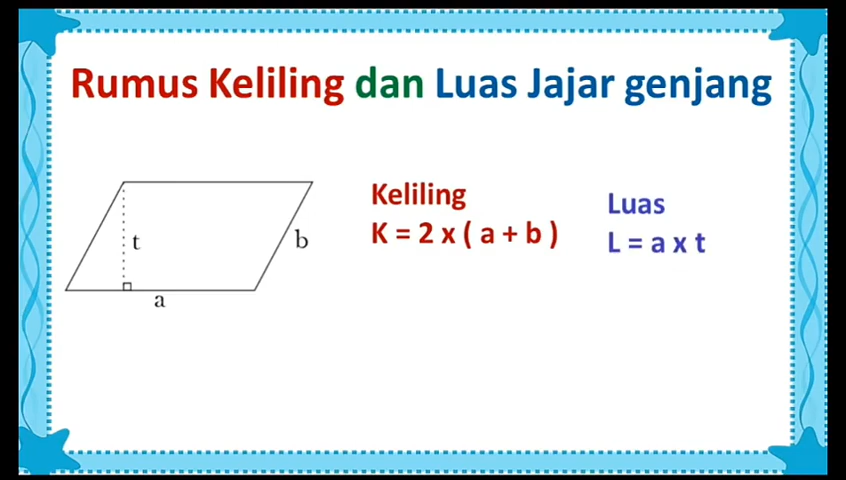 Rumus Keliling dan Luas Jajar genjang
t
b
a
Keliling
K = 2 x ( a + b )
Luas
L = a x t